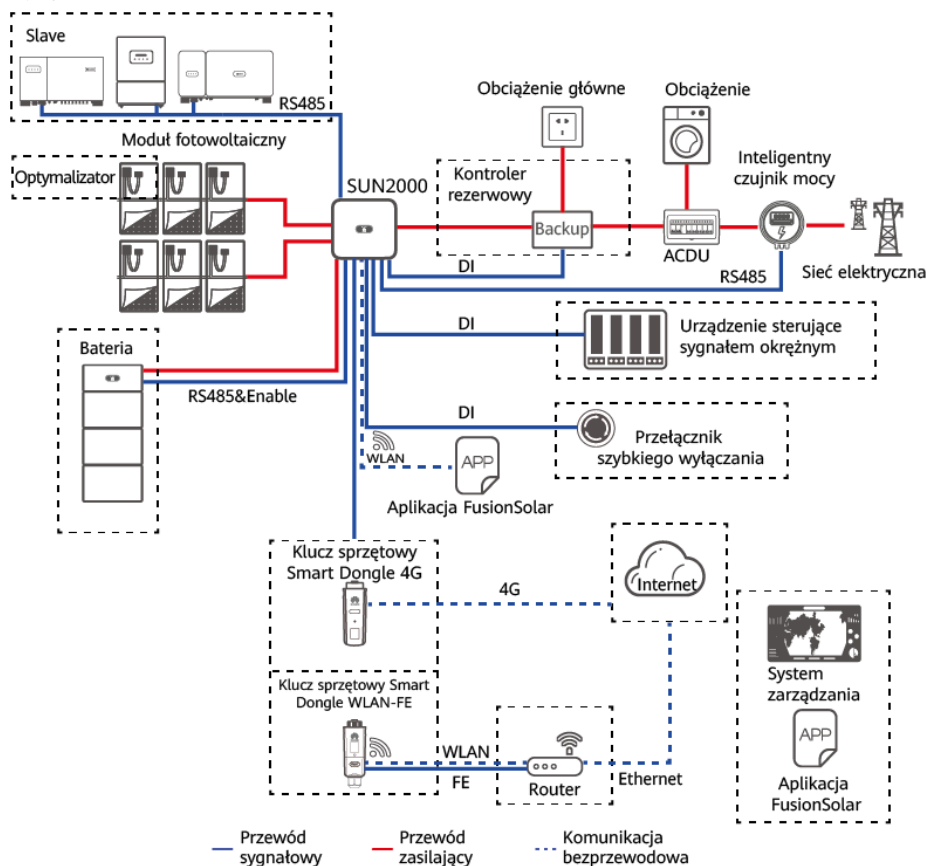 Slave
RS485
Moduł fotowoltaiczny
Optymalizator
SUN2000
Obciążenie główne
Obciążenie
Kontroler
rezerwowy
Inteligentny
czujnik mocy
Backup
ACDU
DI
RS485
Sieć elektryczna
DI
Urządzenie sterujące
sygnałem okrężnym
Bateria
RS485&Enable
DI
Przełącznik
szybkiego wyłączania
WLAN
APP
Aplikacja FusionSolar
Klucz sprzętowy
Smart Dongle 4G
4G
Internet
System
zarządzania
APP
Aplikacja
FusionSolar
Klucz sprzętowy Smart
Dongle WLAN-FE
WLAN
FE
Router
Ethernet
Przewód
sygnałowy
Przewód
zasilający
Komunikacja
bezprzewodowa